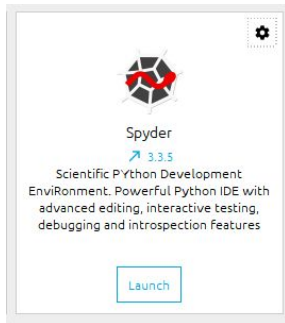 Spyder
3.3.5
Scientific PYthon Development
EnviRonment. Powerful Python IDE with
advanced editing, interactive testing,
debugging and introspection features
Launch